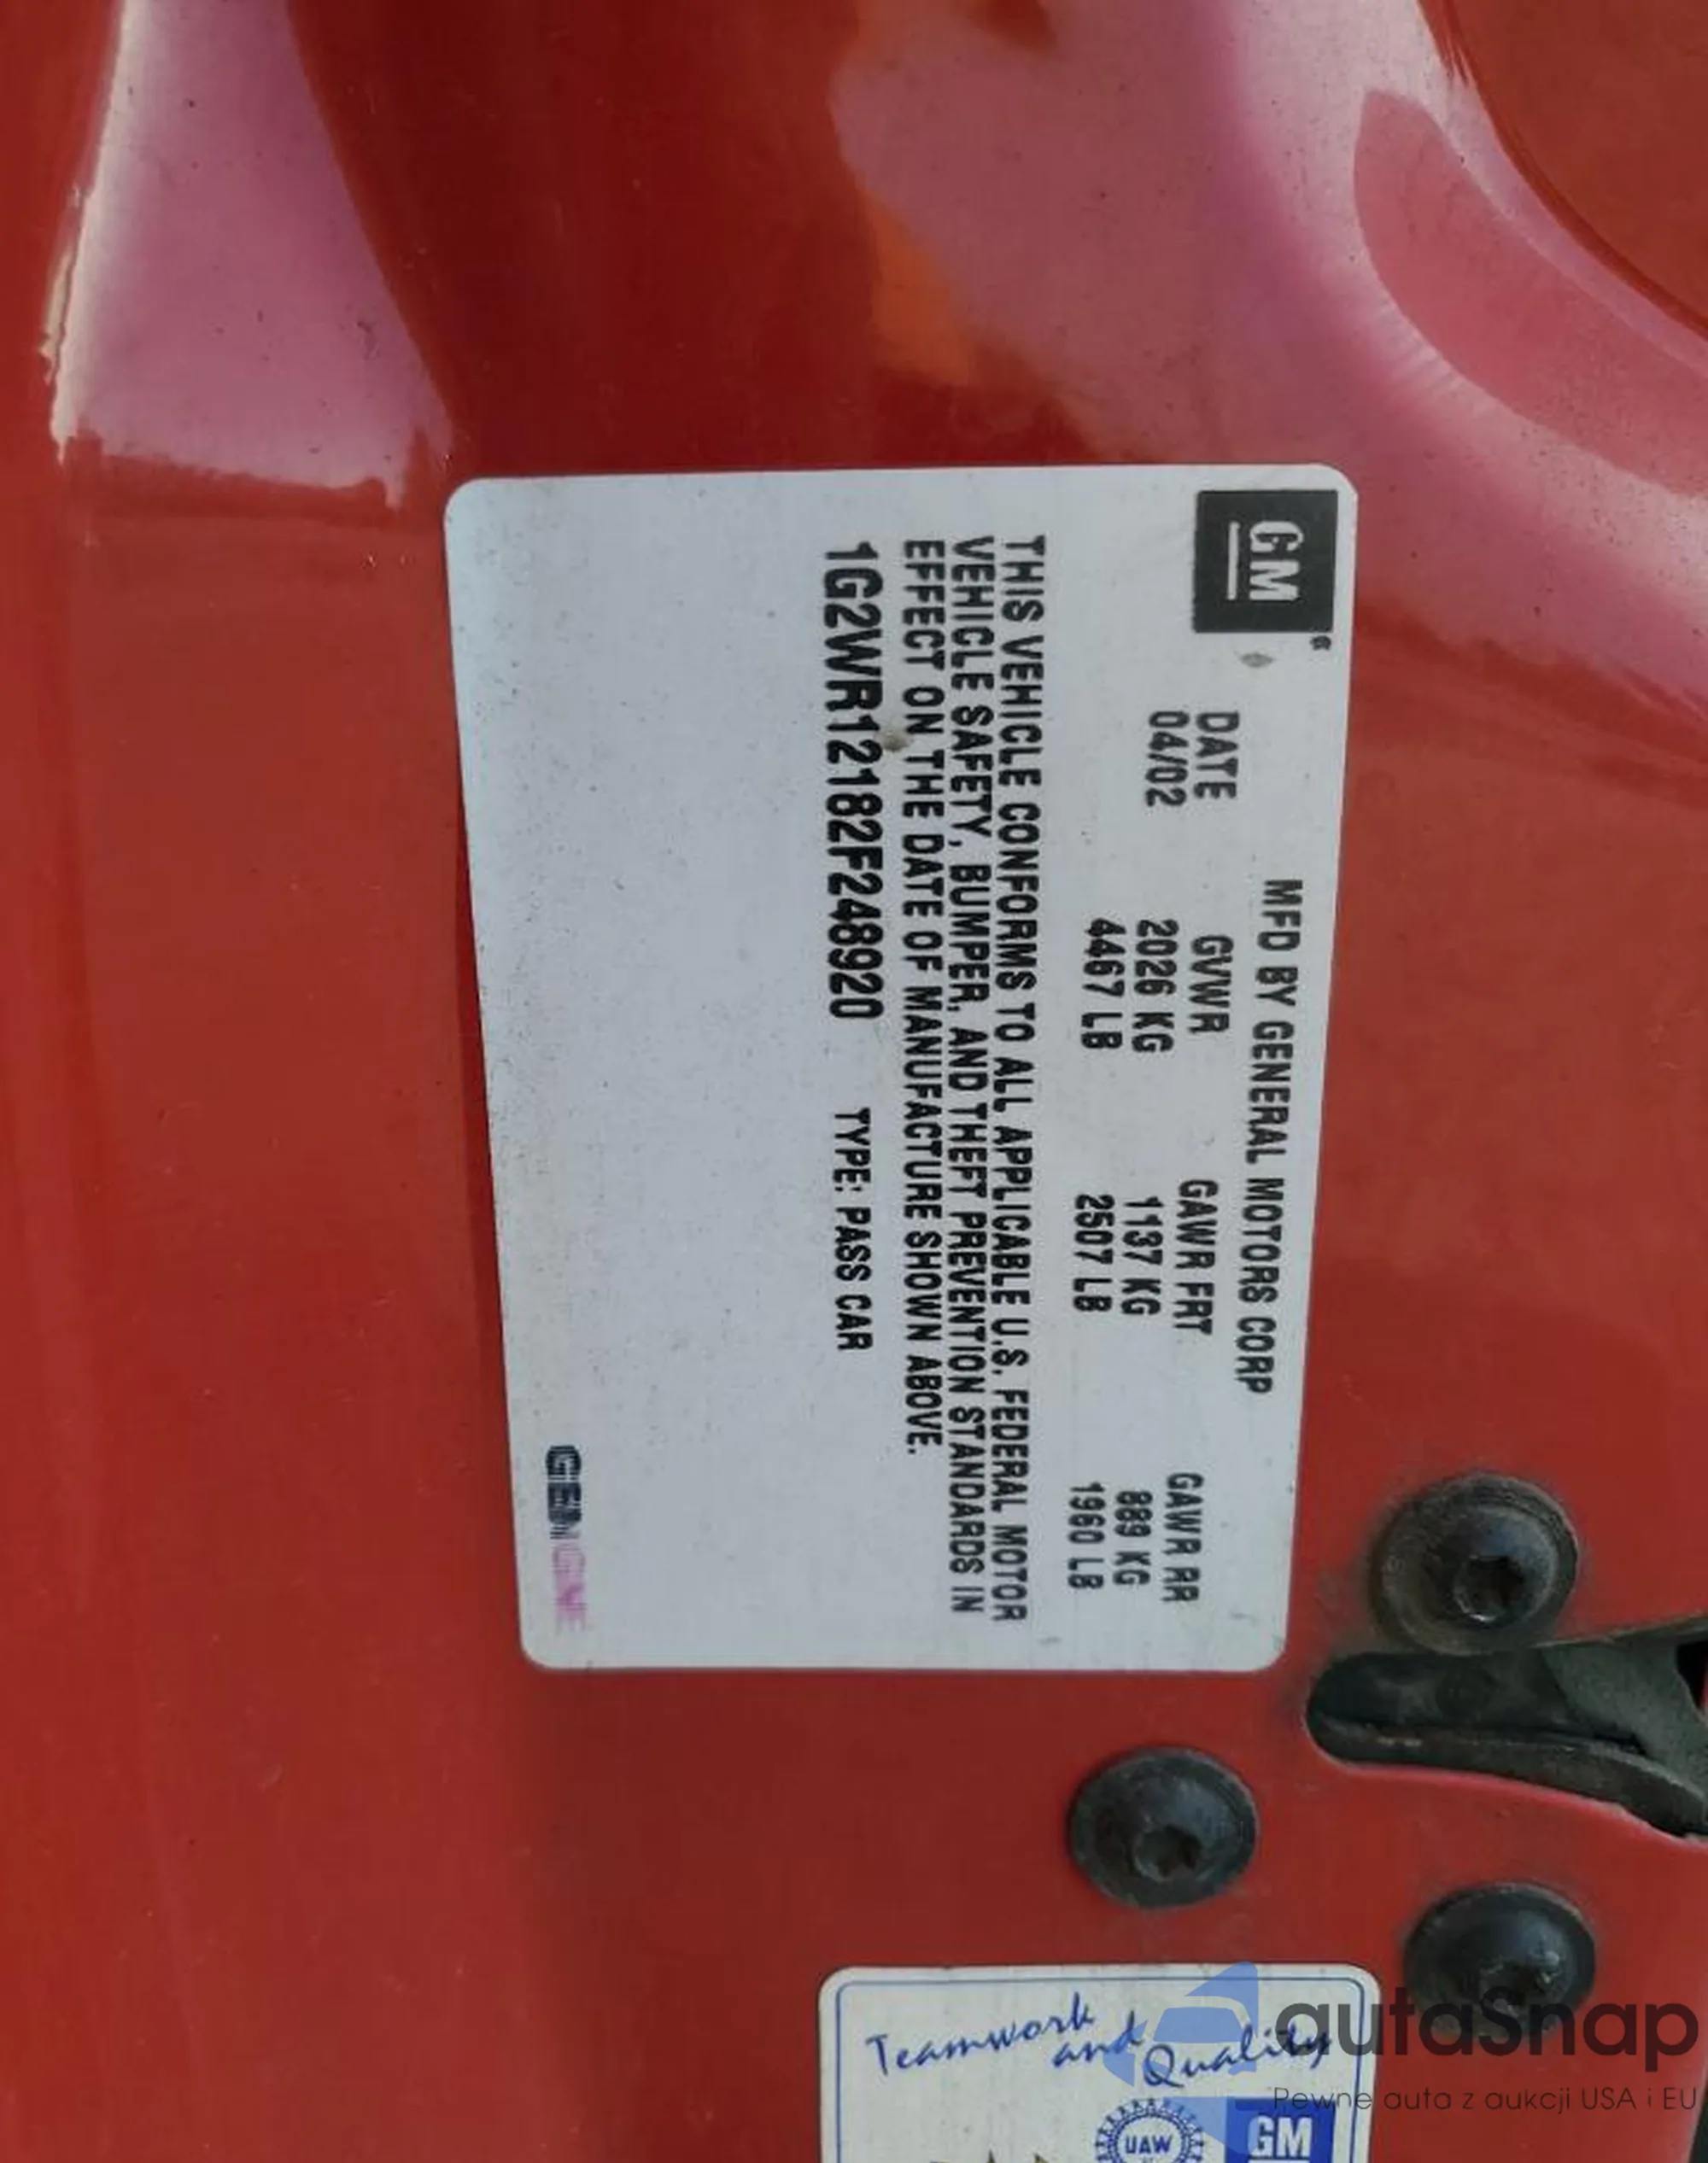 GM
MFD BY GENERAL MOTORS CORP
DATE GVWR GAWR FRT GAWR RR
04/02 2026 KG 1137 KG 889 KG
4467 LB 2507 LB 1960 LB
THIS VEHICLE CONFORMS TO ALL APPLICABLE U.S. FEDERAL MOTOR
VEHICLE SAFETY, BUMPER, AND THEFT PREVENTION STANDARDS IN
EFFECT ON THE DATE OF MANUFACTURE SHOWN ABOVE.
1G2WR12182F248920 TYPE: PASS CAR
Teamwork
and
Quality
UAW
GM
autaSnap
Pewne auta z aukcji USA i EU